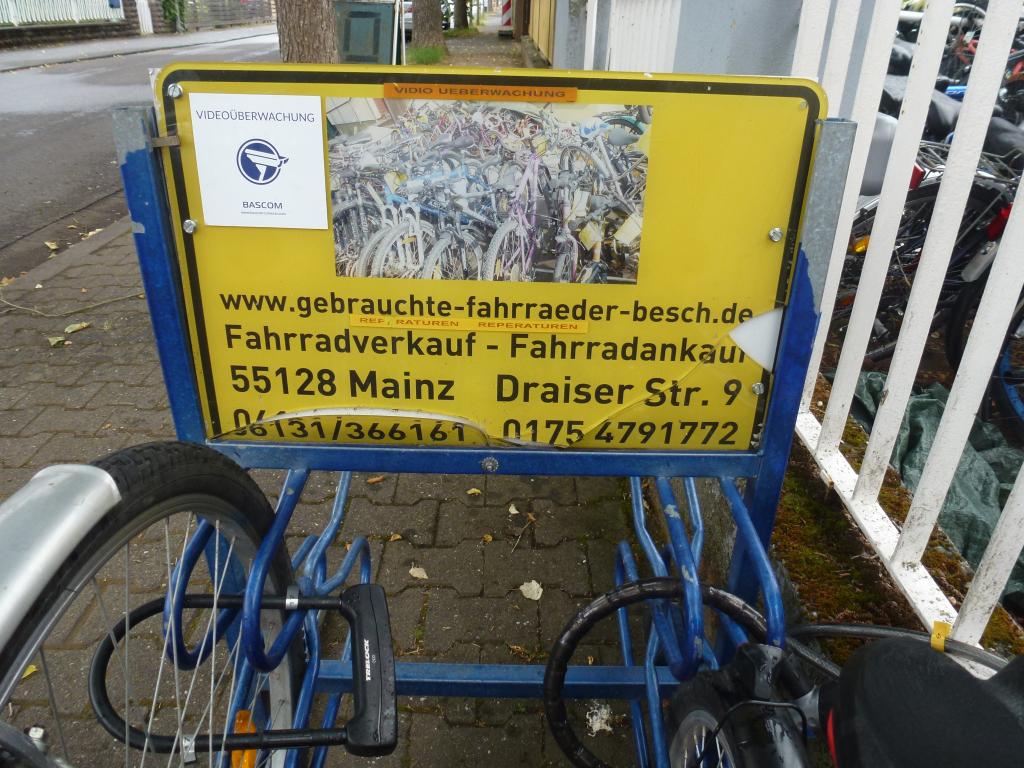 VIDIO UEBERWACHUNG
VIDEOÜBERWACHUNG
BASCOM
www.gebrauchte-fahrraeder-besch.de
REP. RATUREN REPERATUREN
Fahrradverkauf - Fahrradankauf
55128 Mainz Draiser Str. 9
06131/366161 0175 4791772
TRELOCK